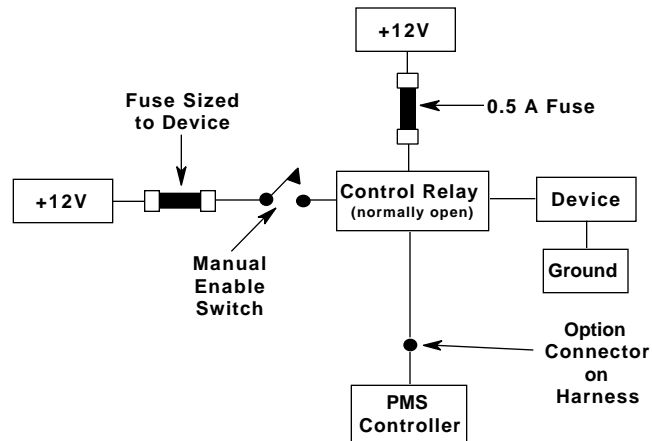 +12V
Fuse Sized
to Device
0.5 A Fuse
+12V
Control Relay
(normally open)
Device
Ground
Manual
Enable
Switch
Option
Connector
on
Harness
PMS
Controller